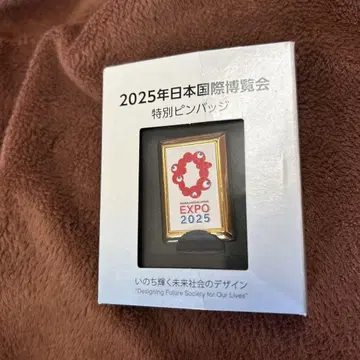 2025年日本国際博覧会
特別ピンバッジ
EXPO
2025
いのち輝く未来社会のデザイン
"Designing Future Society for Our Lives"